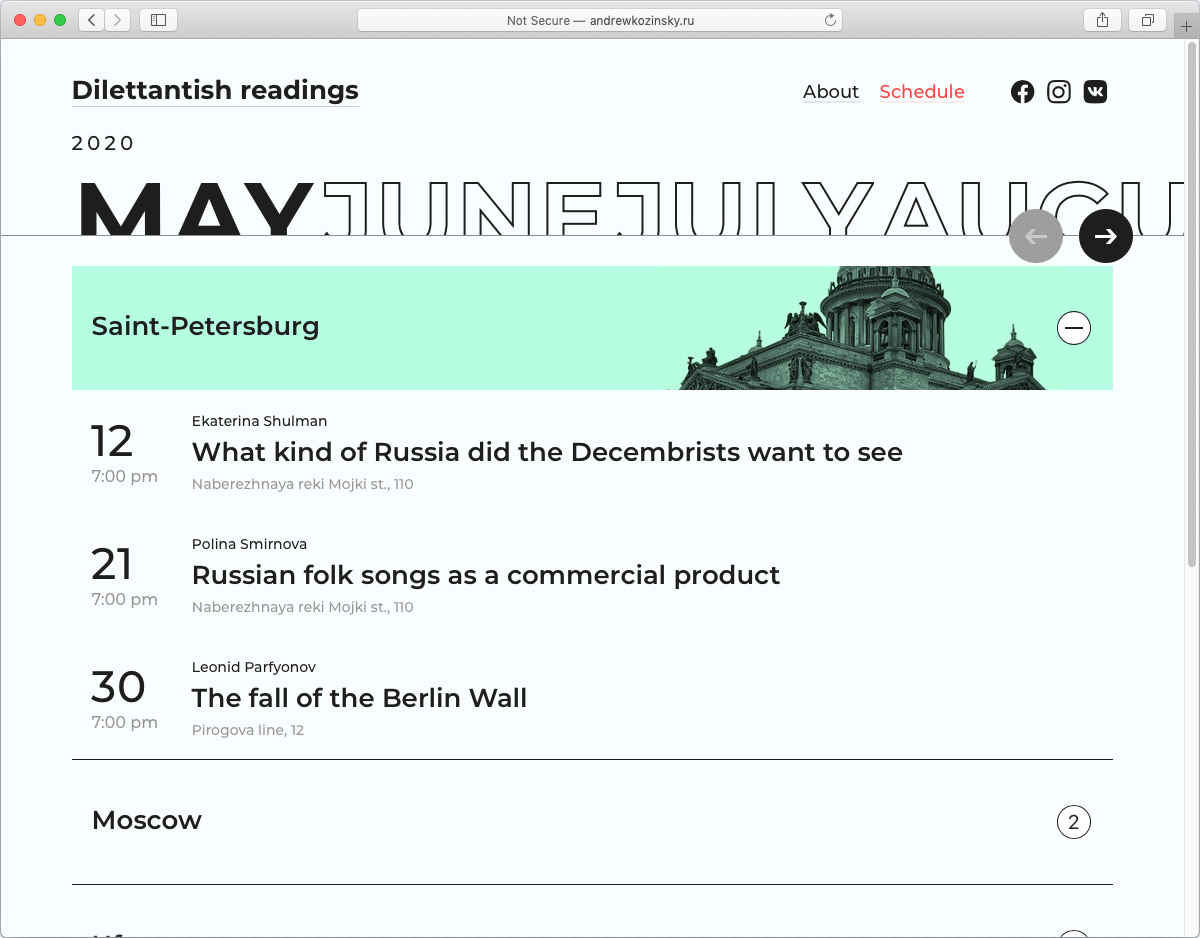 Not Secure — andrewkozinsky.ru
Dilettantish readings
About Schedule
2020
MAY JUNE JULY AUGU
Saint-Petersburg
12
7:00 pm
Ekaterina Shulman
What kind of Russia did the Decembrists want to see
Naberezhnaya reki Mojki st., 110
21
7:00 pm
Polina Smirnova
Russian folk songs as a commercial product
Naberezhnaya reki Mojki st., 110
30
7:00 pm
Leonid Parfyonov
The fall of the Berlin Wall
Pirogova line, 12
Moscow
2